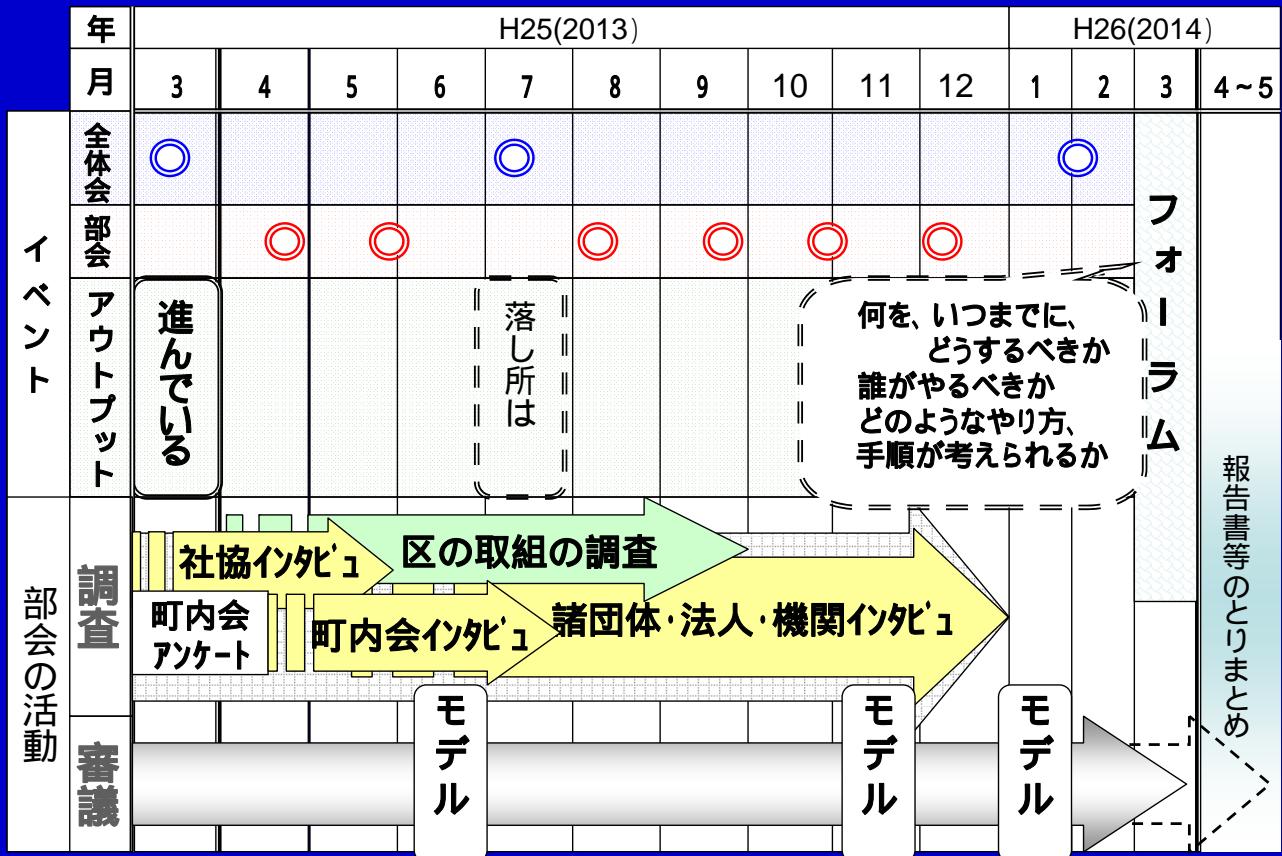 年
H25(2013)
H26(2014)
月
3
4
5
6
7
8
9
10
11
12
1
2
3
4～5
イベント
全体会
部会
アウトプット
進んでいる
落し所は
何を、いつまでに、
どうするべきか
誰がやるべきか
どのようなやり方、
手順が考えられるか
フォーラム
部会の活動
調査
社協インタビュ
区の取組の調査
町内会
アンケート
町内会インタビュ
諸団体・法人・機関インタビュ
審議
モデル
モデル
モデル
報告書等のとりまとめ